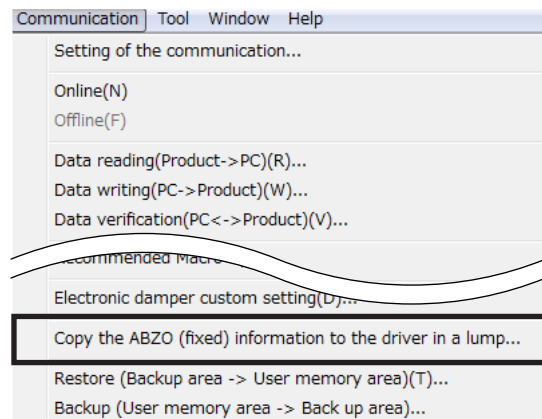 Communication Tool Window Help
Setting of the communication...
Online(N)
Offline(F)
Data reading(Product->PC)(R)...
Data writing(PC->Product)(W)...
Data verification(PC<->Product)(V)...
Recommended Macro
Electronic damper custom setting(D)...
Copy the ABZO (fixed) information to the driver in a lump...
Restore (Backup area -> User memory area)(T)...
Backup (User memory area -> Back up area)...